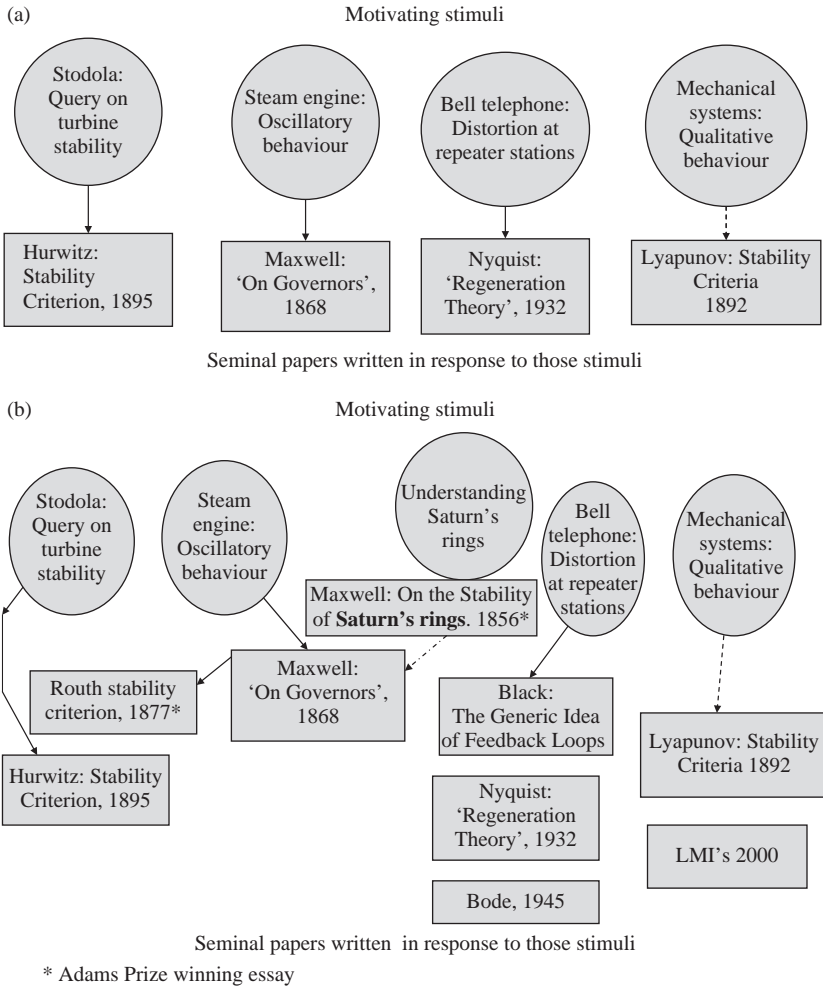 (a)
Motivating stimuli
Stodola:
Query on
turbine
stability
Steam engine:
Oscillatory
behaviour
Bell telephone:
Distortion at
repeater stations
Mechanical
systems:
Qualitative
behaviour
Hurwitz:
Stability
Criterion, 1895
Maxwell:
‘On Governors’,
1868
Nyquist:
‘Regeneration
Theory’, 1932
Lyapunov: Stability
Criteria
1892
Seminal papers written in response to those stimuli
(b)
Motivating stimuli
Stodola:
Query on
turbine
stability
Steam
engine:
Oscillatory
behaviour
Understanding
Saturn’s
rings
Bell
telephone:
Distortion
at repeater
stations
Mechanical
systems:
Qualitative
behaviour
Maxwell: On the Stability
of Saturn’s rings. 1856*
Routh stability
criterion, 1877*
Maxwell:
‘On Governors’,
1868
Black:
The Generic Idea
of Feedback Loops
Lyapunov: Stability
Criteria 1892
Hurwitz: Stability
Criterion, 1895
Nyquist:
‘Regeneration
Theory’, 1932
LMI’s 2000
Bode, 1945
Seminal papers written in response to those stimuli
* Adams Prize winning essay